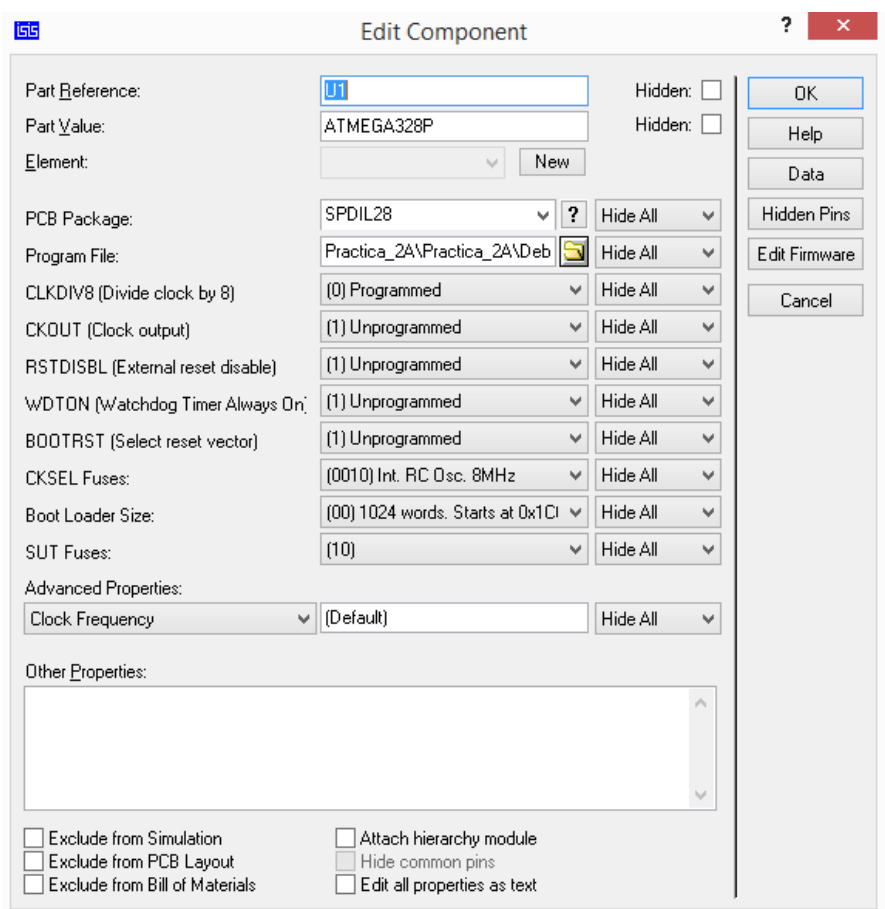 isis Edit Component ? ×
Part Reference: U1 Hidden: OK
Part Value: ATMEGA328P Hidden: Help
Element: New Data
PCB Package: SPDIL28 ? Hide All Hidden Pins
Program File: Practica_2A\Practica_2A\Deb Hide All Edit Firmware
CLKDIV8 (Divide clock by 8) (0) Programmed Hide All Cancel
CKOUT (Clock output) (1) Unprogrammed Hide All
RSTDISBL (External reset disable) (1) Unprogrammed Hide All
WDTON (Watchdog Timer Always On) (1) Unprogrammed Hide All
BOOTRST (Select reset vector) (1) Unprogrammed Hide All
CKSEL Fuses: (0010) Int. RC Osc. 8MHz Hide All
Boot Loader Size: (00) 1024 words. Starts at Hide All
SUT Fuses: (10) Hide All
Advanced Properties:
Clock Frequency (Default) Hide All
Other Properties:
Exclude from Simulation Attach hierarchy module
Exclude from PCB Layout Hide common pins
Exclude from Bill of Materials Edit all properties as text